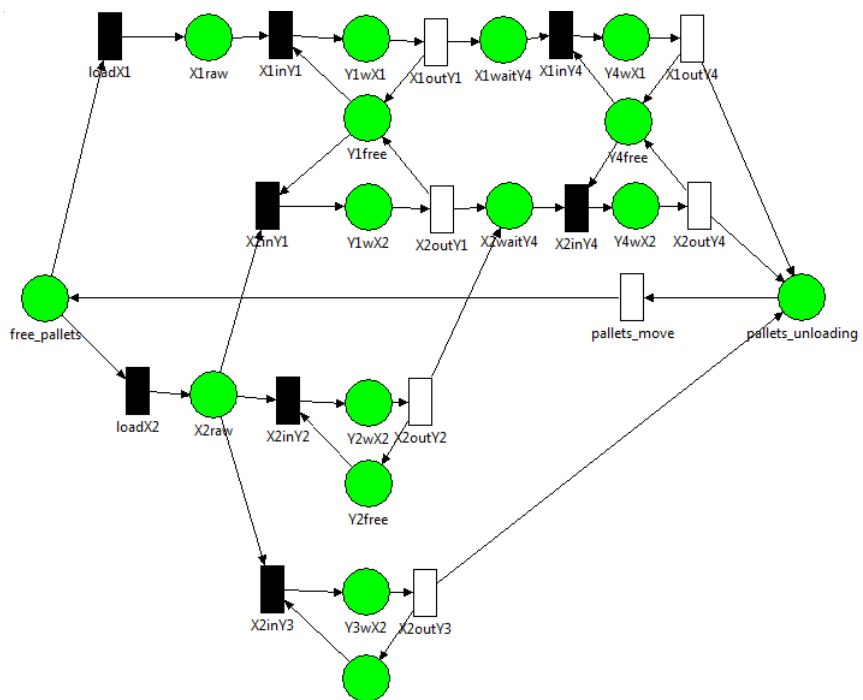 loadX1
X1raw
X1inY1
Y1wX1
X1outY1
X1waitY4
X1inY4
Y4wX1
X1outY4
Y1free
Y4free
X2inY1
Y1wX2
X2outY1
X2waitY4
X2inY4
Y4wX2
X2outY4
free_pallets
pallets_move
pallets_unloading
loadX2
X2raw
X2inY2
Y2wX2
X2outY2
Y2free
X2inY3
Y3wX2
X2outY3